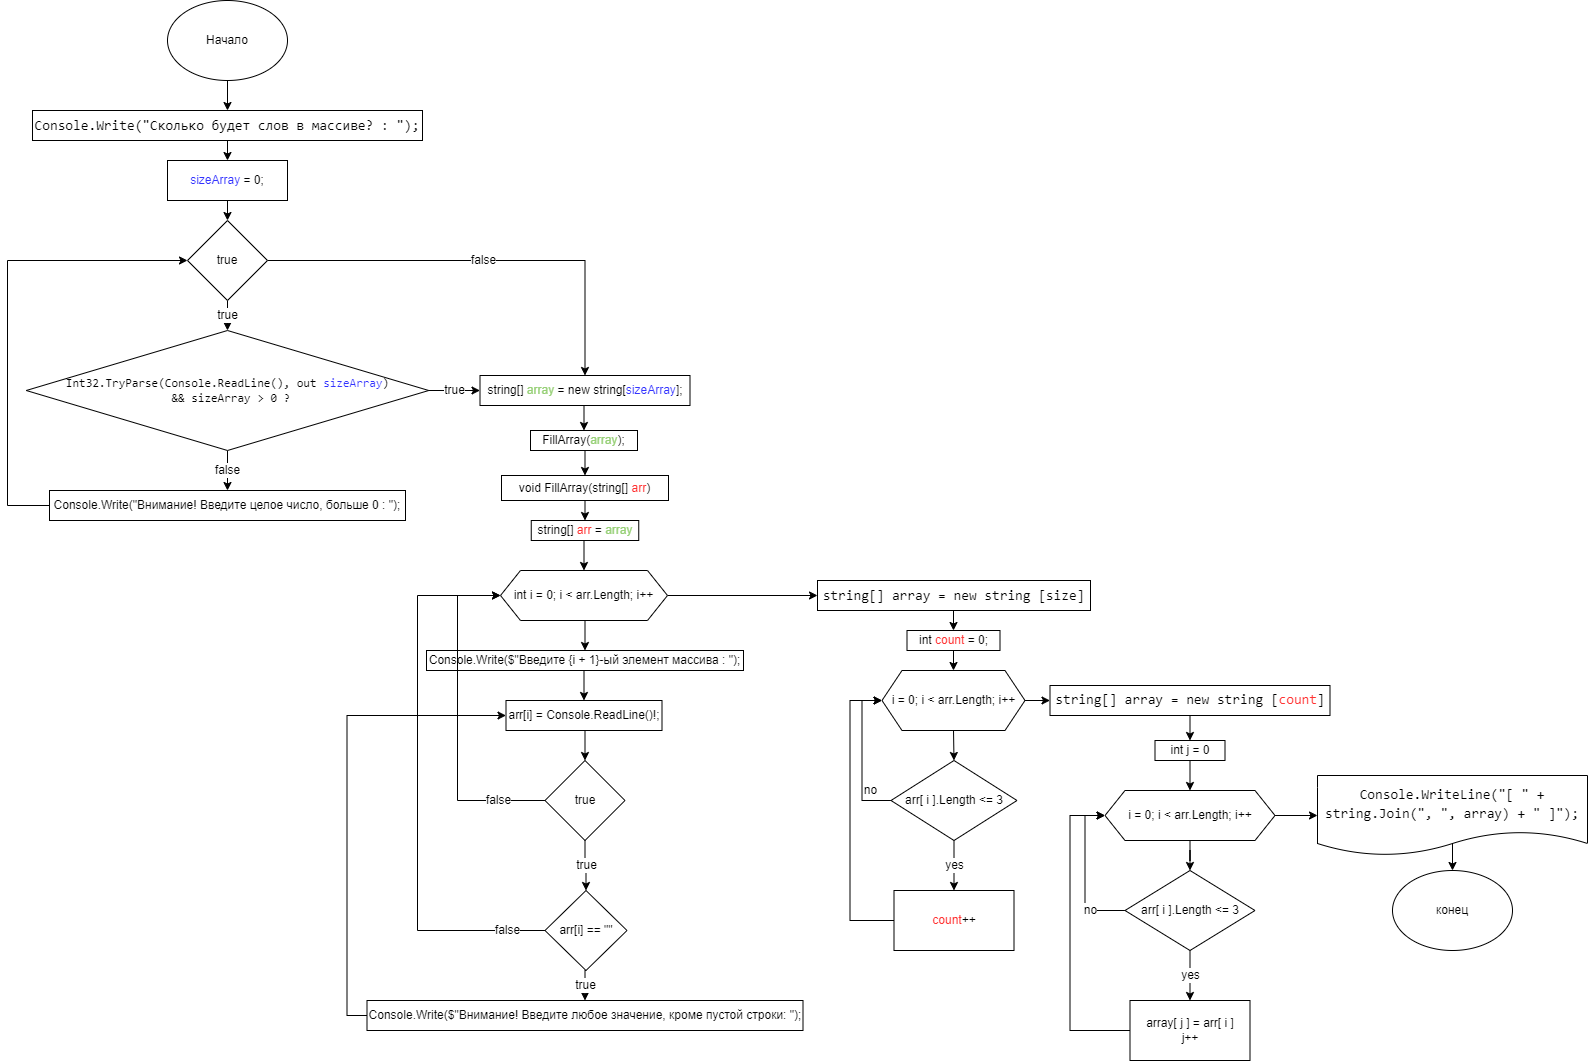 Начало
Console.Write("Сколько будет слов в массиве? : ");
sizeArray = 0;
true
false
true
Int32.TryParse(Console.ReadLine(), out sizeArray)
&& sizeArray > 0 ?
true
false
Console.Write("Внимание! Введите целое число, больше 0 : ");
string[] array = new string[sizeArray];
FillArray(array);
void FillArray(string[] arr)
string[] arr = array
int i = 0; i < arr.Length; i++
Console.Write($"Введите {i + 1}-ый элемент массива : ");
arr[i] = Console.ReadLine()!;
true
false
true
arr[i] == ""
false
true
Console.Write($"Внимание! Введите любое значение, кроме пустой строки: ");
string[] array = new string [size]
int count = 0;
i = 0; i < arr.Length; i++
arr[ i ].Length <= 3
no
yes
count++
string[] array = new string [count]
int j = 0
i = 0; i < arr.Length; i++
arr[ i ].Length <= 3
no
yes
array[ j ] = arr[ i ]
j++
Console.WriteLine("[ " +
string.Join(", ", array) + " ]");
конец